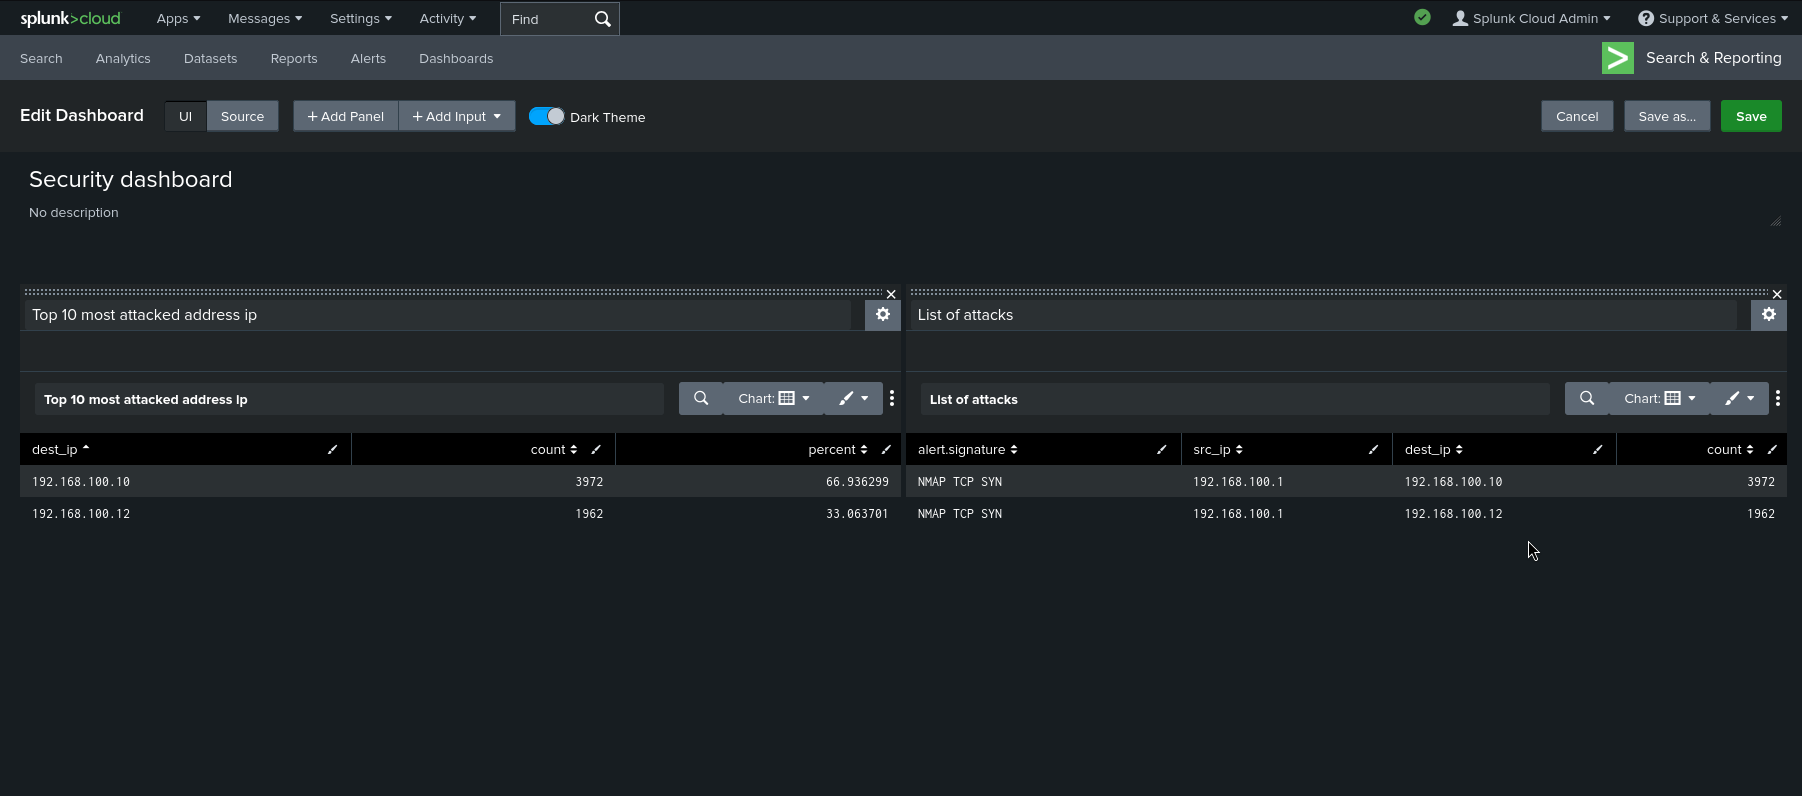 splunk>cloud Apps Messages Settings Activity Find Splunk Cloud Admin Support & Services
Search Analytics Datasets Reports Alerts Dashboards Search & Reporting
Edit Dashboard UI Source + Add Panel + Add Input Dark Theme Cancel Save as... Save
Security dashboard
No description
Top 10 most attacked address ip
Top 10 most attacked address Ip
Chart:
dest_ip count percent
192.168.100.10 3972 66.936299
192.168.100.12 1962 33.063701
List of attacks
List of attacks
Chart:
alert.signature src_ip dest_ip count
NMAP TCP SYN 192.168.100.1 192.168.100.10 3972
NMAP TCP SYN 192.168.100.1 192.168.100.12 1962